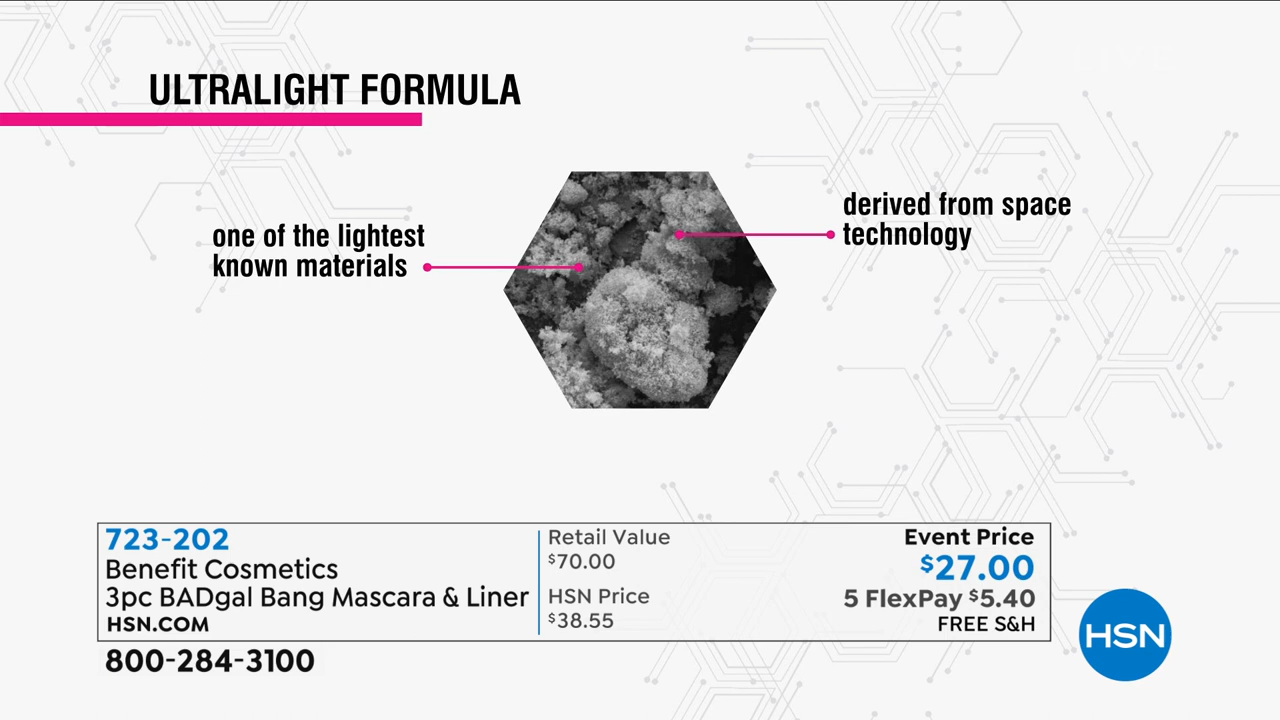 ULTRALIGHT FORMULA
one of the lightest
known materials
derived from space
technology
723-202
Benefit Cosmetics
3pc BADgal Bang Mascara & Liner
HSN.COM
Retail Value
$70.00
HSN Price
$38.55
Event Price
$27.00
5 FlexPay $5.40
FREE S&H
800-284-3100
HSN